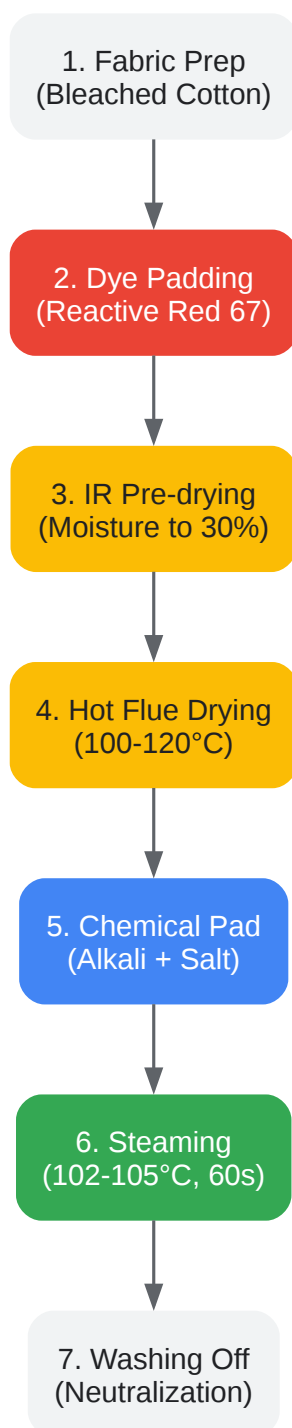 1. Fabric Prep
(Bleached Cotton)
2. Dye Padding
(Reactive Red 67)
3. IR Pre-drying
(Moisture to 30%)
4. Hot Flue Drying
(100-120°C)
5. Chemical Pad
(Alkali + Salt)
6. Steaming
(102-105°C, 60s)
7. Washing Off
(Neutralization)